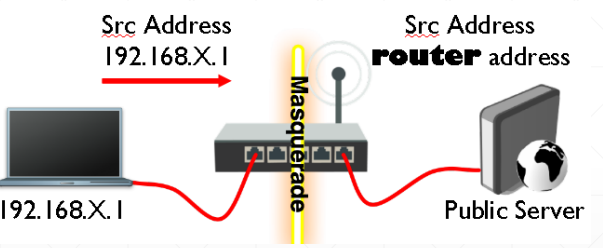 Src Address
192.168.X.1
Src Address
router address
Masquerade
192.168.X.1
Public Server